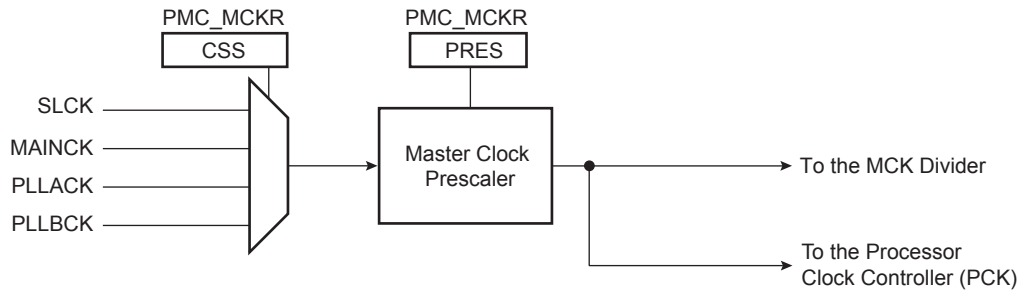 PMC_MCKR
PMC_MCKR
CSS
PRES
SLCK
MAINCK
PLLACK
PLLBCK
Master Clock
Prescaler
To the MCK Divider
To the Processor
Clock Controller (PCK)